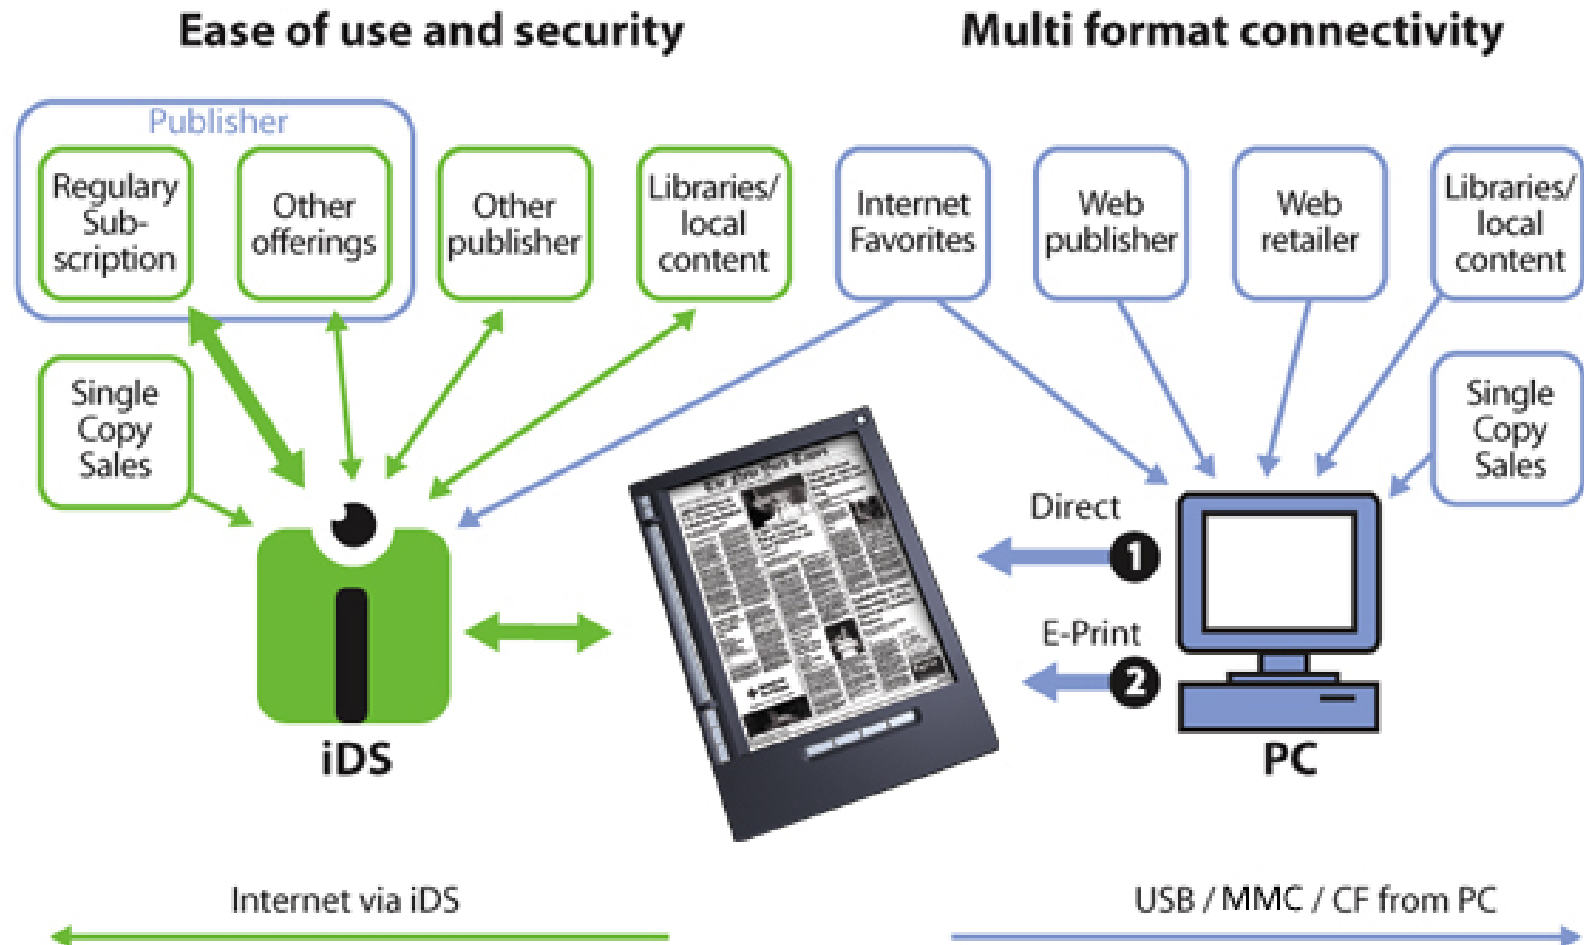 Ease of use and security
Multi format connectivity
Publisher
Regulary
Sub-
scription
Other
offerings
Other
publisher
Libraries/
local
content
Internet
Favorites
Web
publisher
Web
retailer
Libraries/
local
content
Single
Copy
Sales
Single
Copy
Sales
Direct
1
E-Print
2
iDS
PC
Internet via iDS
USB / MMC / CF from PC